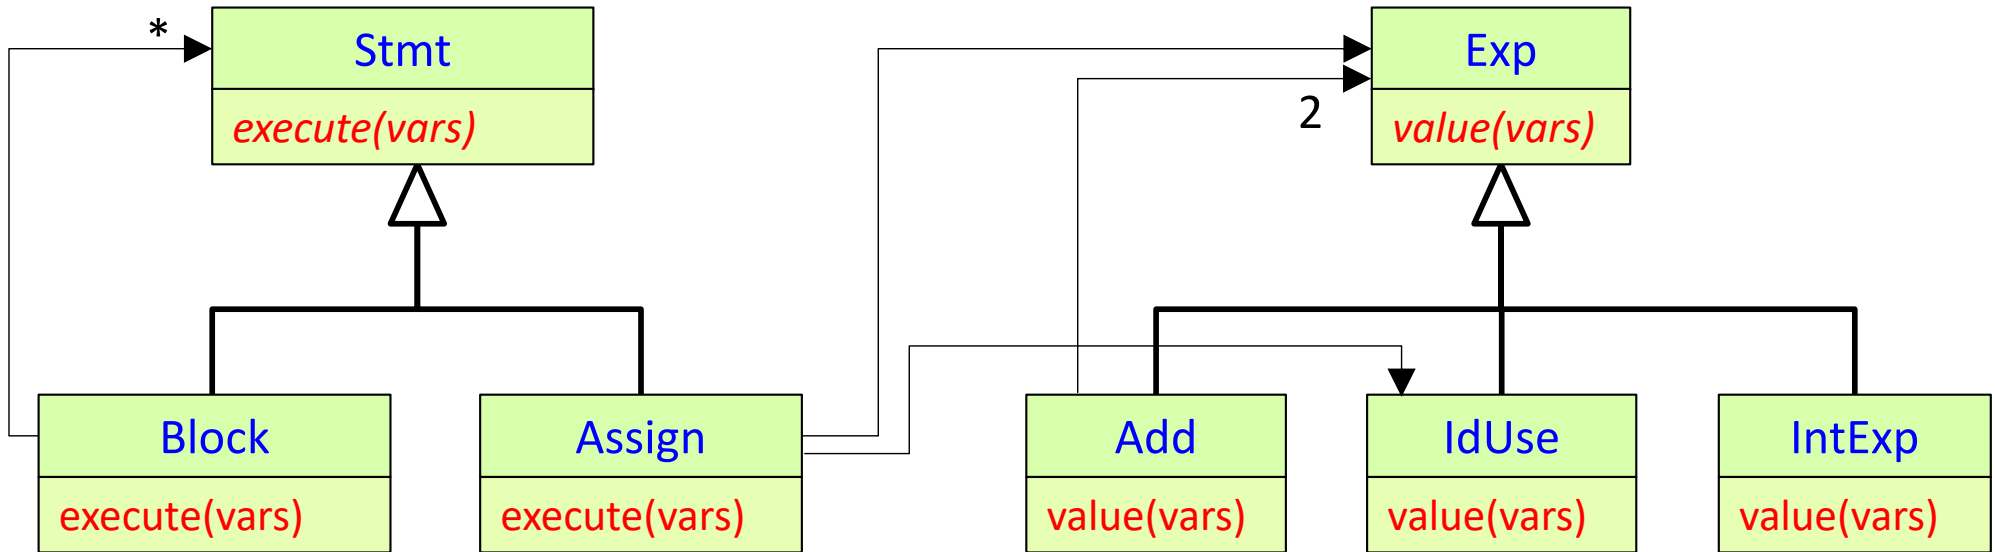 *
Stmt
execute(vars)
Exp
2
value(vars)
Block
execute(vars)
Assign
execute(vars)
Add
value(vars)
IdUse
value(vars)
IntExp
value(vars)